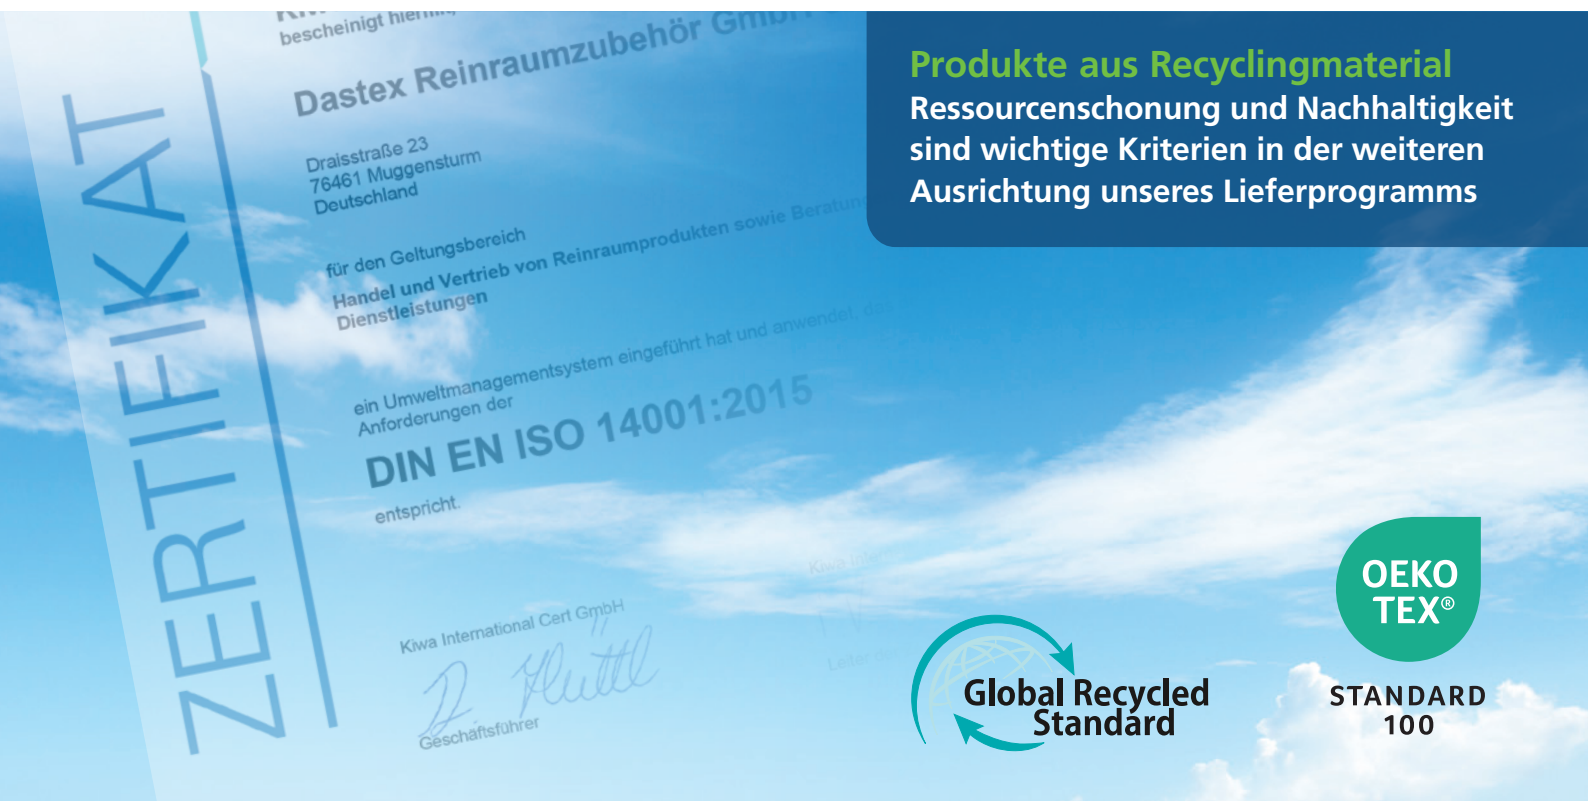 bescheinigt hiermit,
Dastex Reinraumzubehör GmbH
Draisstraße 23
76461 Muggensturm
Deutschland
für den Geltungsbereich
Handel und Vertrieb von Reinraumprodukten sowie Beratung
Dienstleistungen
ein Umweltmanagementsystem eingeführt hat und anwendet,
Anforderungen der
DIN EN ISO 14001:2015
entspricht.
Kiwa International Cert GmbH
Geschäftsführer
Kiwa
Leiter
ZERTIFIKAT
Produkte aus Recyclingmaterial
Ressourcenschonung und Nachhaltigkeit
sind wichtige Kriterien in der weiteren
Ausrichtung unseres Lieferprogramms
Global Recycled
Standard
OEKO
TEX®
STANDARD
100